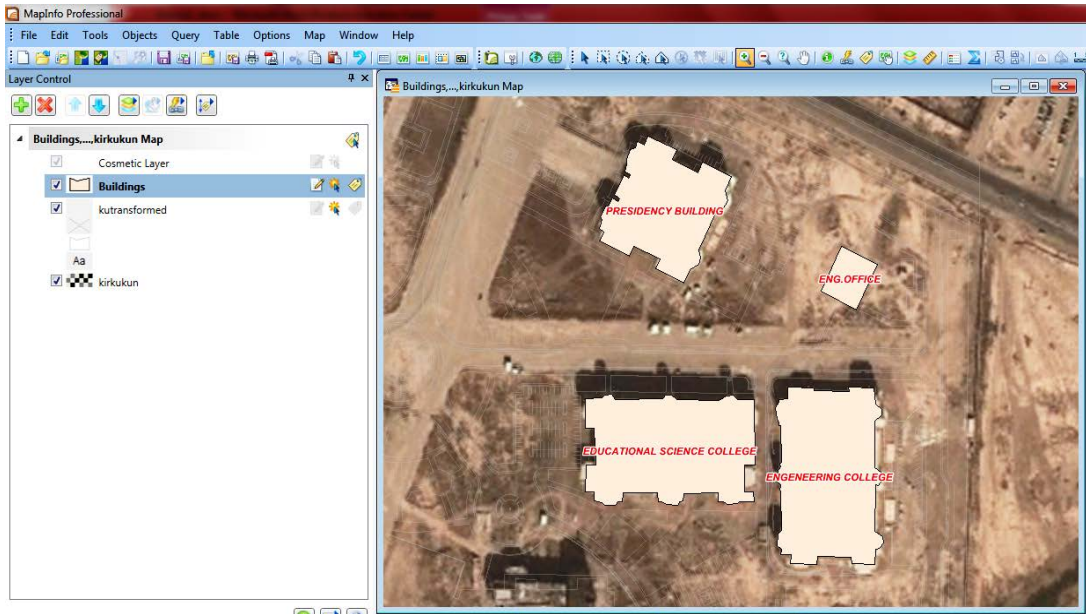 MapInfo Professional
File Edit Tools Objects Query Table Options Map Window Help
Layer Control
Buildings,...,kirkukun Map
Cosmetic Layer
Buildings
kutransformed
Aa
kirkukun
Buildings,...,kirkukun Map
PRESIDENCY BUILDING
ENG.OFFICE
EDUCATIONAL SCIENCE COLLEGE
ENGENEERING COLLEGE